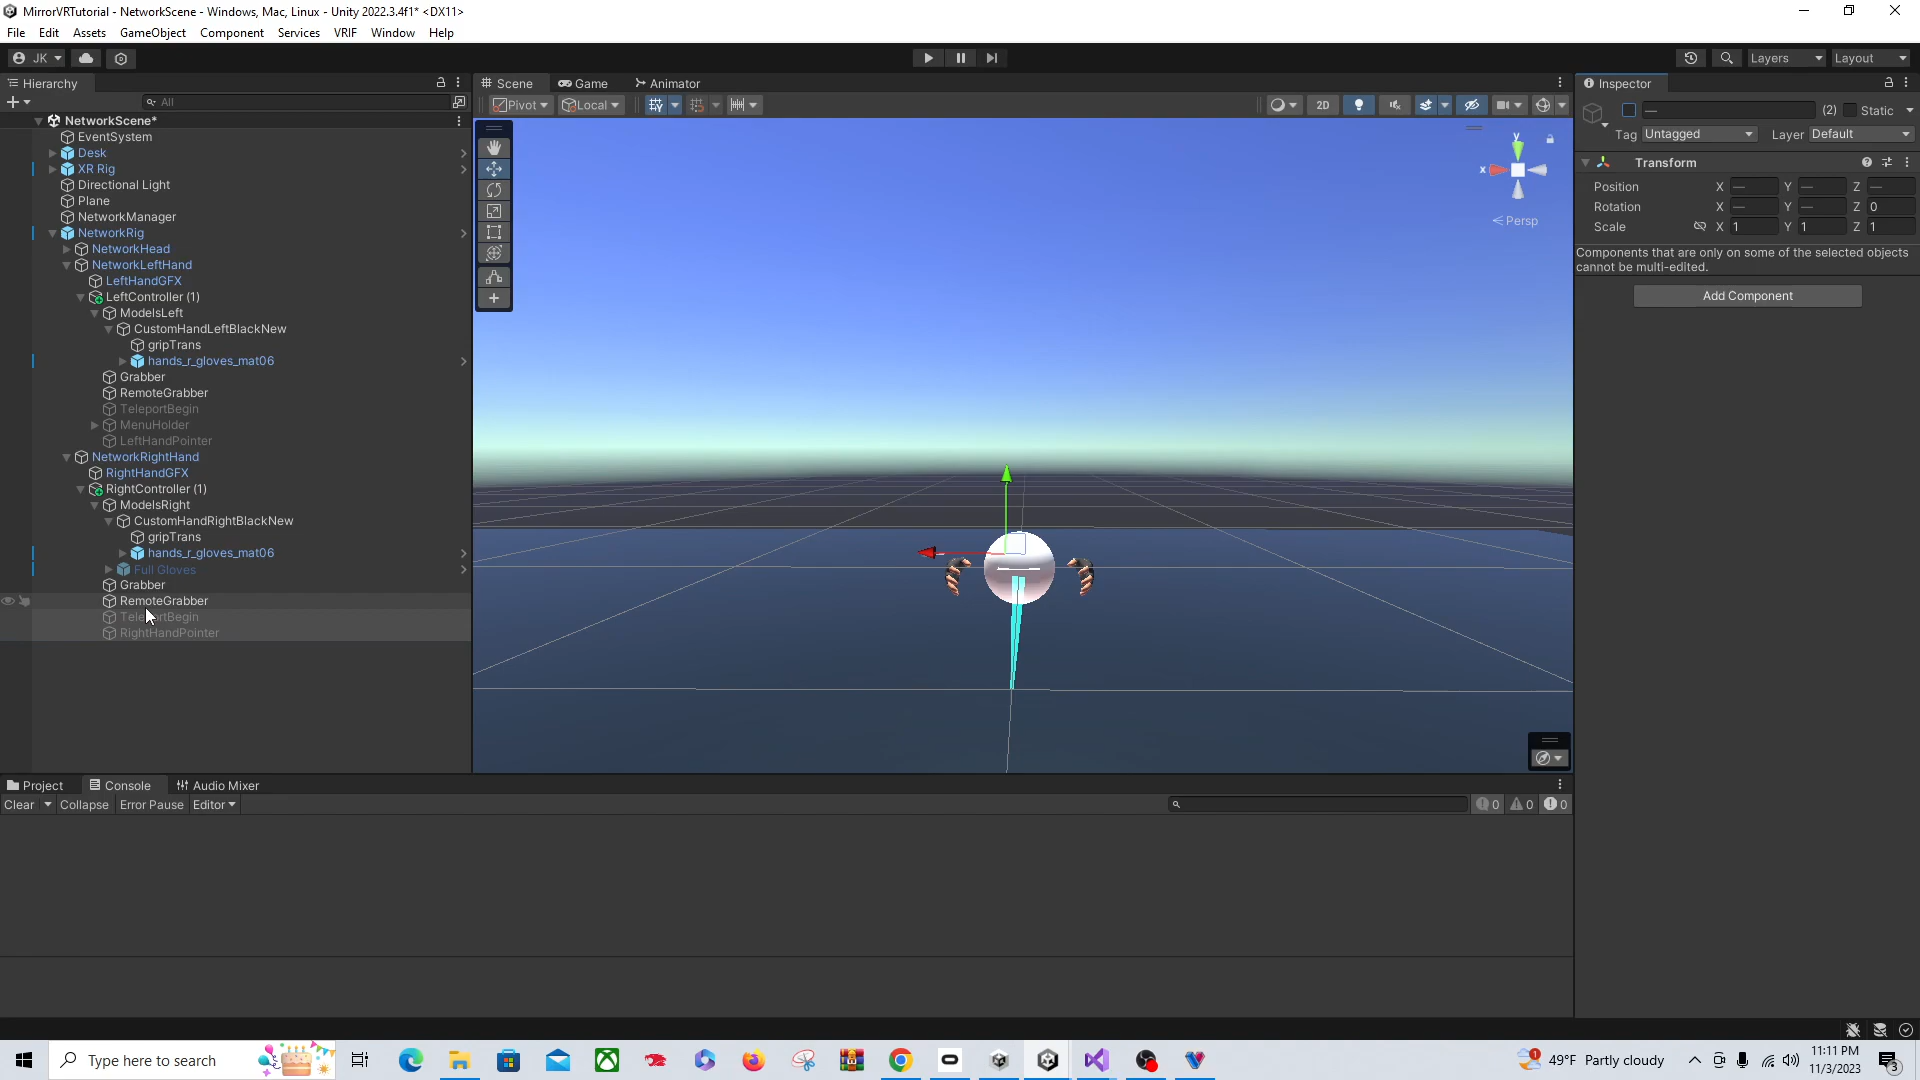 MirrorVRTutorial - NetworkScene - Windows, Mac, Linux - Unity 2022.3.4f1* <DX11>
File Edit Assets GameObject Component Services VRIF Window Help
JK Layers Layout
Hierarchy Scene Game Animator Inspector
All Pivot Local 2D — (2) Static
Tag Untagged Layer Default
NetworkScene*
EventSystem
Desk
XR Rig
Directional Light
Plane
NetworkManager
NetworkRig
NetworkHead
NetworkLeftHand
LeftHandGFX
LeftController (1)
ModelsLeft
CustomHandLeftBlackNew
gripTrans
hands_r_gloves_mat06
Grabber
RemoteGrabber
TeleportBegin
MenuHolder
LeftHandPointer
NetworkRightHand
RightHandGFX
RightController (1)
ModelsRight
CustomHandRightBlackNew
gripTrans
hands_r_gloves_mat06
Full Gloves
Grabber
RemoteGrabber
TeleportBegin
RightHandPointer
y
x
Persp
Transform
Position X — Y — Z —
Rotation X — Y — Z 0
Scale X 1 Y 1 Z 1
Components that are only on some of the selected objects
cannot be multi-edited.
Add Component
Project Console Audio Mixer
Clear Collapse Error Pause Editor 0 0 0
Type here to search
1
49°F Partly cloudy
11:11 PM
11/3/2023
3